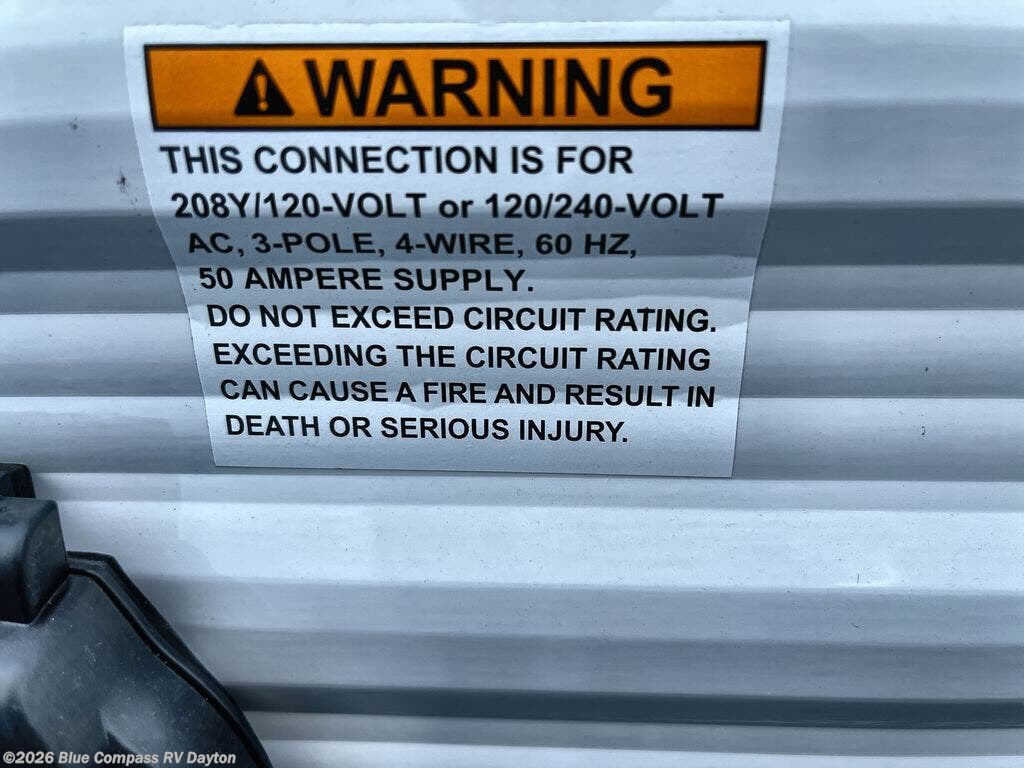 WARNING
THIS CONNECTION IS FOR
208Y/120-VOLT or 120/240-VOLT
AC, 3-POLE, 4-WIRE, 60 HZ,
50 AMPERE SUPPLY.
DO NOT EXCEED CIRCUIT RATING.
EXCEEDING THE CIRCUIT RATING
CAN CAUSE A FIRE AND RESULT IN
DEATH OR SERIOUS INJURY.
©2026 Blue Compass RV Dayton